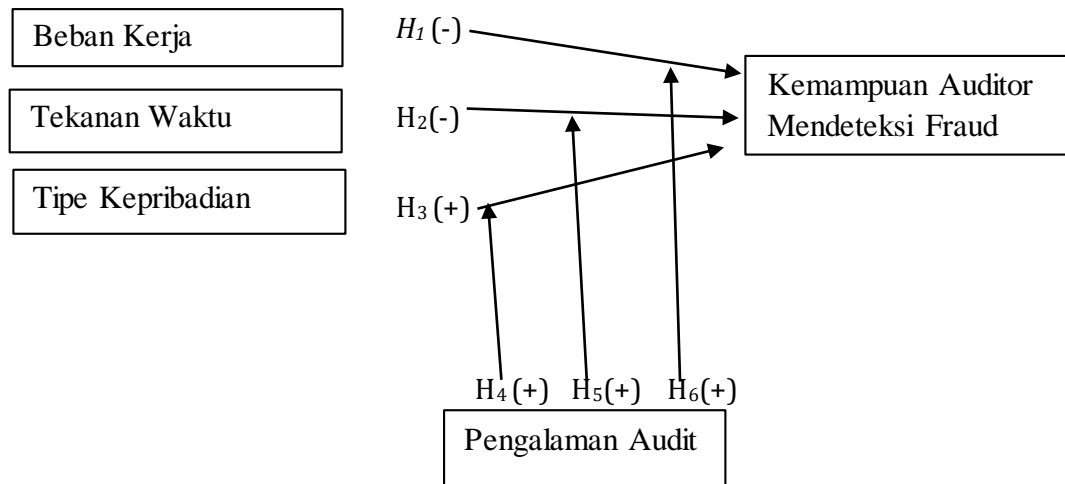 Beban Kerja
H₁ (-)
Kemampuan Auditor
Mendeteksi Fraud
Tekanan Waktu
H₂(-)
Tipe Kepribadian
H₃ (+)
H₄ (+) H₅(+) H₆(+)
Pengalaman Audit